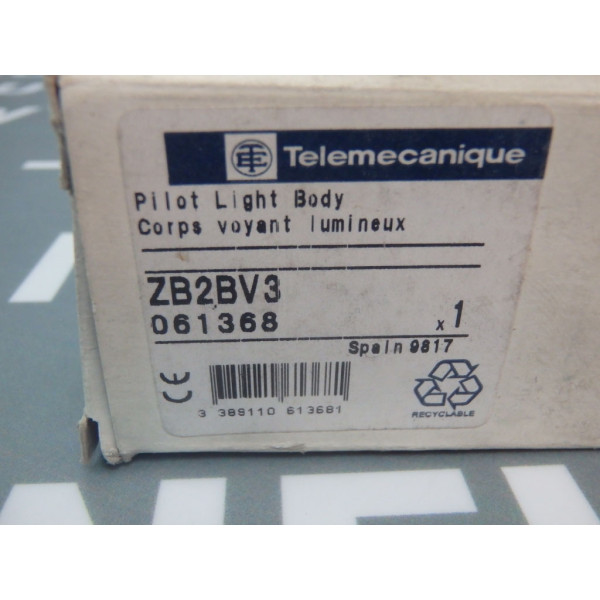 Telemecanique
Pilot Light Body
Corps voyant lumineux
ZB2BV3
061368
x 1
Spain 9817
CE
3 389110 613681
RECYCLABLE